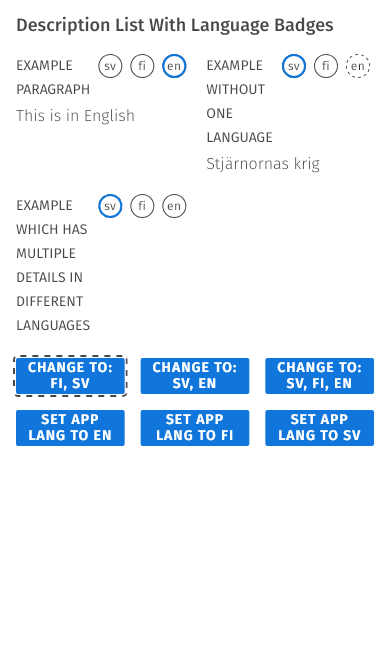 Description List With Language Badges
EXAMPLE sv fi en
PARAGRAPH
This is in English
EXAMPLE sv fi en
WITHOUT
ONE
LANGUAGE
Stjärnornas krig
EXAMPLE sv fi en
WHICH HAS
MULTIPLE
DETAILS IN
DIFFERENT
LANGUAGES
CHANGE TO:
FI, SV
CHANGE TO:
SV, EN
CHANGE TO:
SV, FI, EN
SET APP
LANG TO EN
SET APP
LANG TO FI
SET APP
LANG TO SV